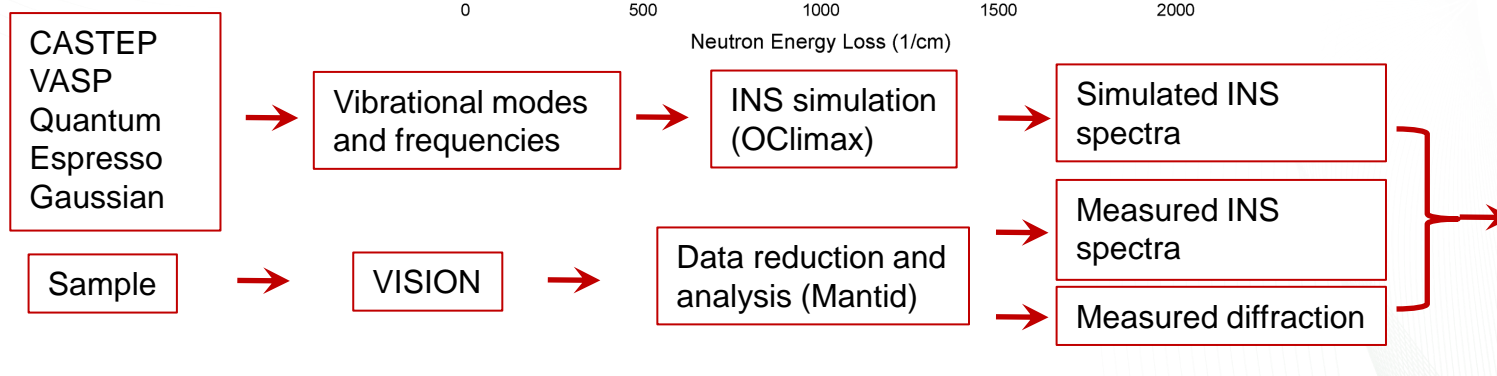 0 500 1000 1500 2000
Neutron Energy Loss (1/cm)
CASTEP
VASP
Quantum
Espresso
Gaussian
Vibrational modes
and frequencies
INS simulation
(OClimax)
Simulated INS
spectra
Sample
VISION
Data reduction and
analysis (Mantid)
Measured INS
spectra
Measured diffraction